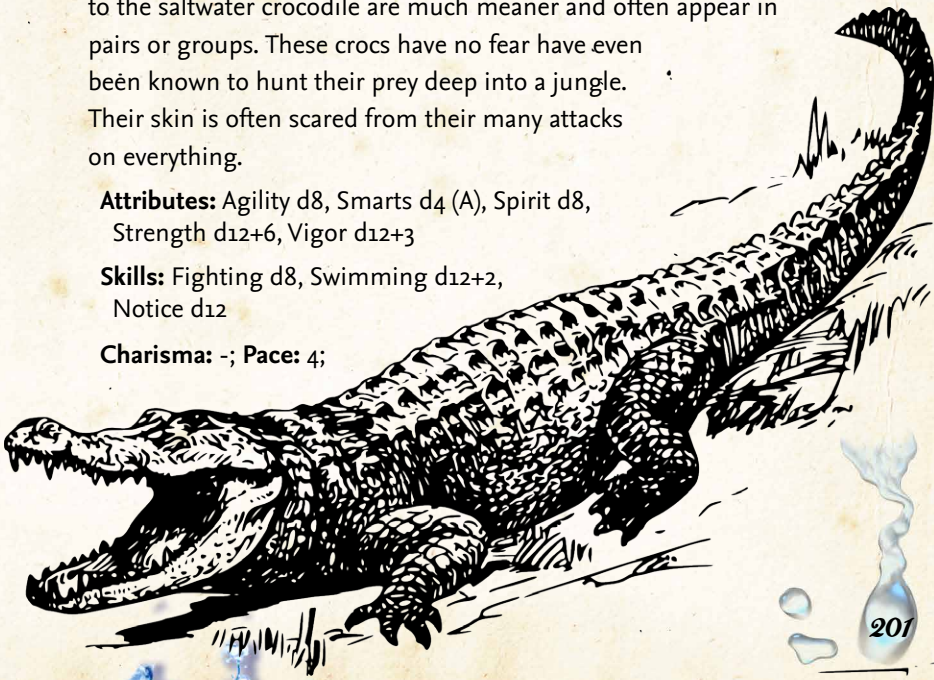 to the saltwater crocodile are much meaner and often appear in
pairs or groups. These crocs have no fear have even
been known to hunt their prey deep into a jungle.
Their skin is often scared from their many attacks
on everything.
Attributes: Agility d8, Smarts d4 (A), Spirit d8,
Strength d12+6, Vigor d12+3
Skills: Fighting d8, Swimming d12+2,
Notice d12
Charisma: -; Pace: 4;
201